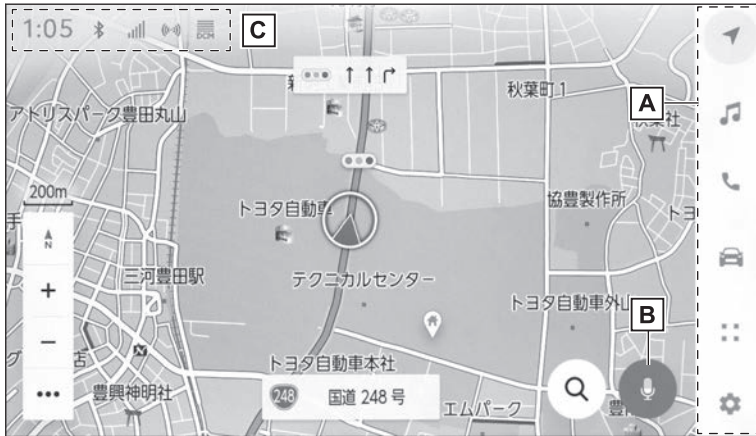 1:05
DCM
C
A
B
アトリスパーク豊田丸山
秋葉町1
200m
トヨタ自動車
協豊製作所
N
三河豊田駅
テクニカルセンター
トヨタ自動車外山
+
−
トヨタ自動車本社
豊興神明社
248
国道 248 号
エムパーク